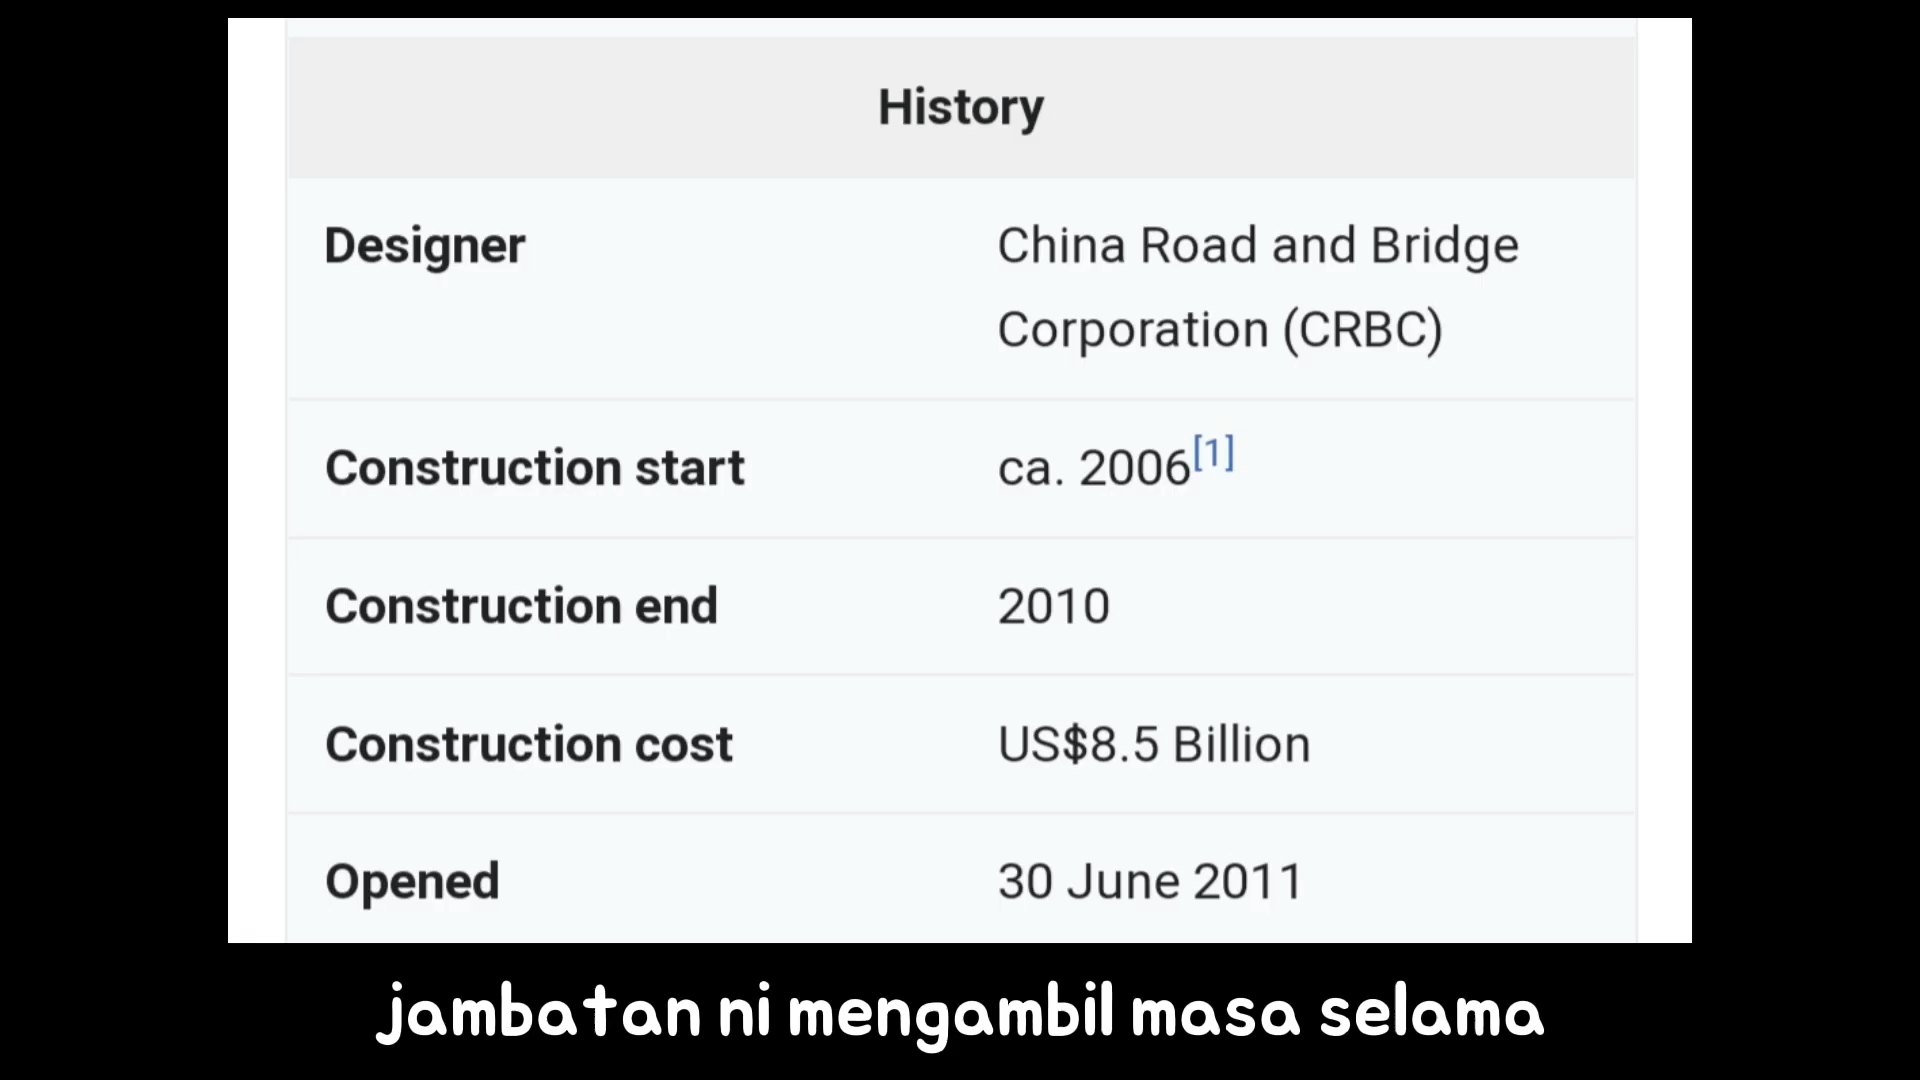 History
Designer
China Road and Bridge
Corporation (CRBC)
Construction start
ca. 2006[1]
Construction end
2010
Construction cost
US$8.5 Billion
Opened
30 June 2011
jambatan ni mengambil masa selama